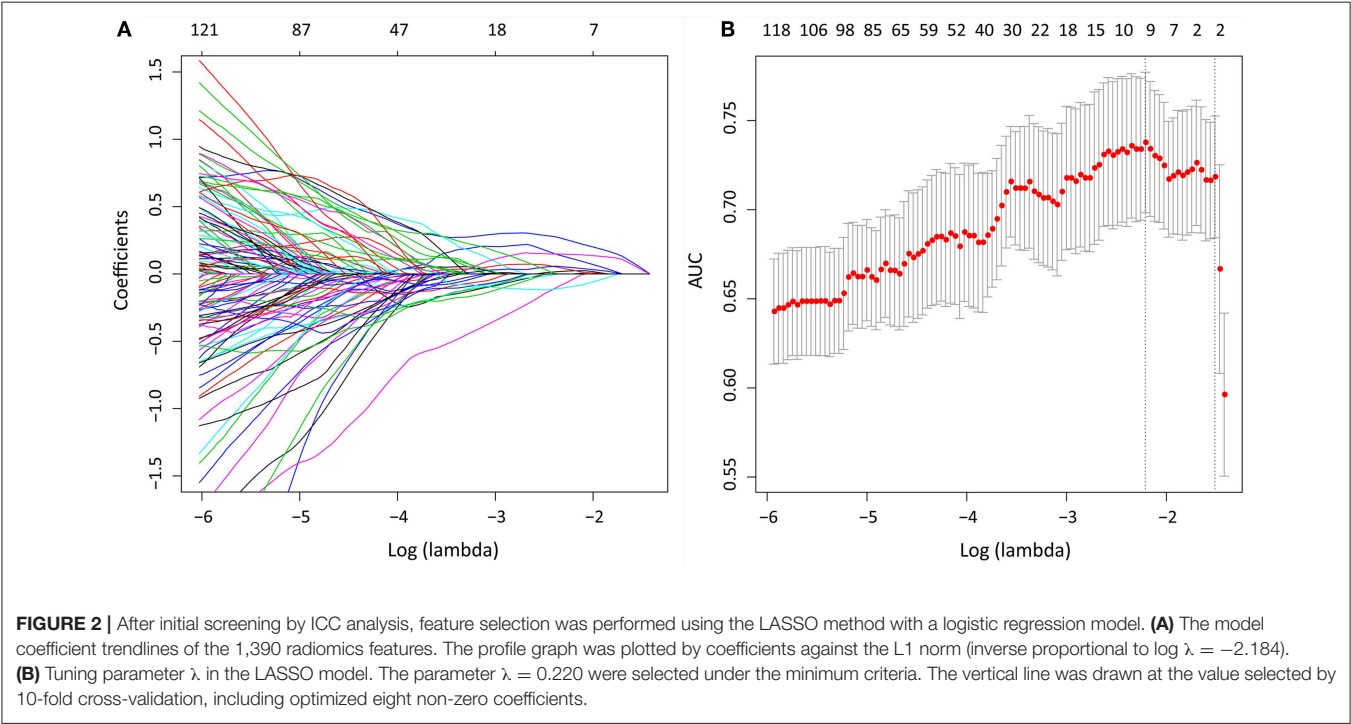 A
121 87 47 18 7
1.5
1.0
0.5
0.0
−0.5
−1.0
−1.5
Coefficients
−6 −5 −4 −3 −2
Log (lambda)
B
118 106 98 85 65 59 52 40 30 22 18 15 10 9 7 2 2
0.75
0.70
0.65
0.60
0.55
AUC
−6 −5 −4 −3 −2
Log (lambda)
FIGURE 2 | After initial screening by ICC analysis, feature selection was performed using the LASSO method with a logistic regression model. (A) The model
coefficient trendlines of the 1,390 radiomics features. The profile graph was plotted by coefficients against the L1 norm (inverse proportional to log λ = −2.184).
(B) Tuning parameter λ in the LASSO model. The parameter λ = 0.220 were selected under the minimum criteria. The vertical line was drawn at the value selected by
10-fold cross-validation, including optimized eight non-zero coefficients.